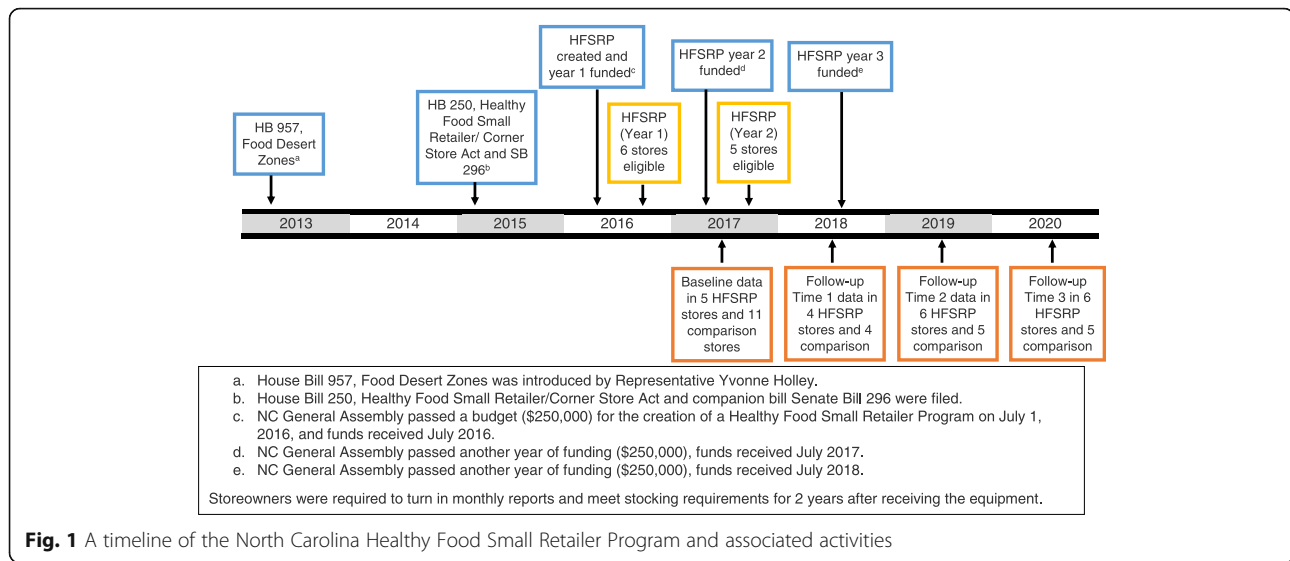 HFSRP
created and
year 1 fundedᶜ
HFSRP year 2
fundedᵈ
HFSRP year 3
fundedᵉ
HB 957,
Food Desert
Zonesᵃ
HB 250, Healthy
Food Small
Retailer/ Corner
Store Act and SB
296ᵇ
HFSRP
(Year 1)
6 stores
eligible
HFSRP
(Year 2)
5 stores
eligible
2013 2014 2015 2016 2017 2018 2019 2020
Baseline data
in 5 HFSRP
stores and 11
comparison
stores
Follow-up
Time 1 data in
4 HFSRP
stores and 4
comparison
Follow-up
Time 2 data in
6 HFSRP
stores and 5
comparison
Follow-up
Time 3 in 6
HFSRP
stores and 5
comparison
a. House Bill 957, Food Desert Zones was introduced by Representative Yvonne Holley.
b. House Bill 250, Healthy Food Small Retailer/Corner Store Act and companion bill Senate Bill 296 were filed.
c. NC General Assembly passed a budget ($250,000) for the creation of a Healthy Food Small Retailer Program on July 1,
2016, and funds received July 2016.
d. NC General Assembly passed another year of funding ($250,000), funds received July 2017.
e. NC General Assembly passed another year of funding ($250,000), funds received July 2018.
Storeowners were required to turn in monthly reports and meet stocking requirements for 2 years after receiving the equipment.
Fig. 1 A timeline of the North Carolina Healthy Food Small Retailer Program and associated activities